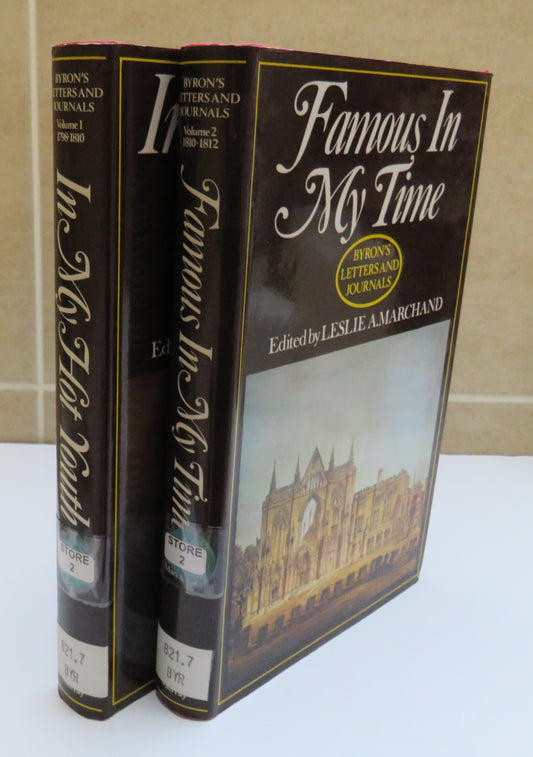 BYRON'S
LETTERS AND
JOURNALS
Volume 1
1798-1810
In My Hot Youth
STORE
2
821.7
BYR
In
Ed
BYRON'S
LETTERS AND
JOURNALS
Volume 2
1810-1812
Famous In My Time
STORE
2
821.7
BYR
Famous In
My Time
BYRON'S
LETTERS AND
JOURNALS
Edited by LESLIE A. MARCHAND